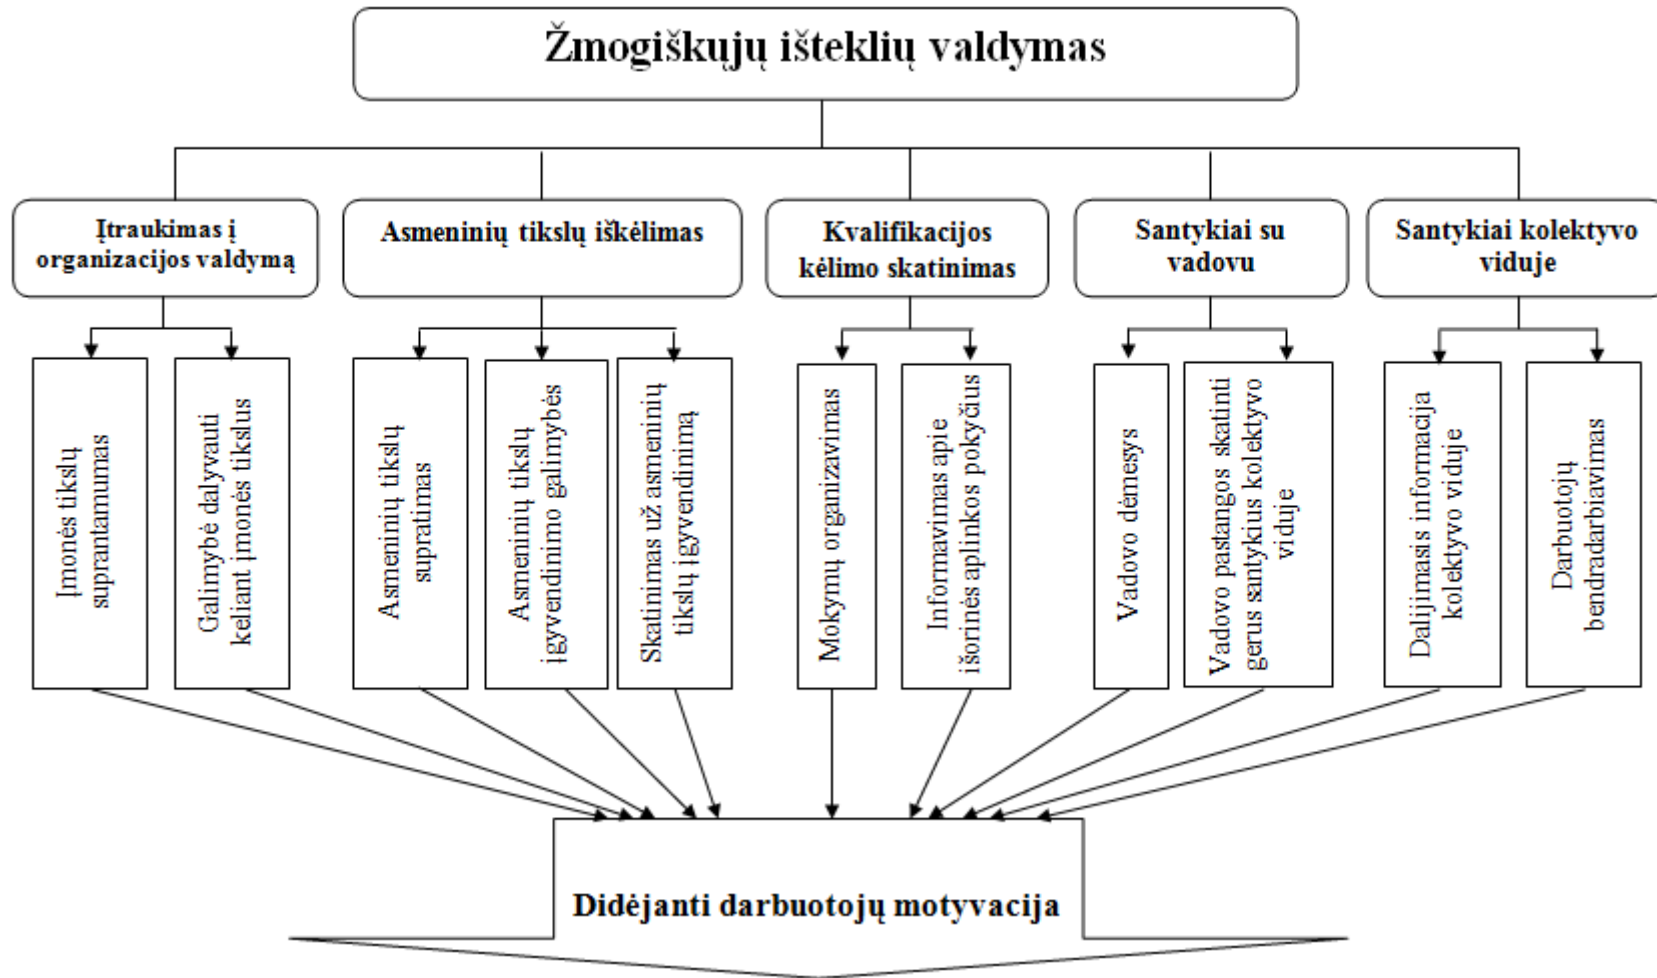 Žmogiškųjų išteklių valdymas
Įtraukimas į
organizacijos valdymą
Asmeninių tikslų iškėlimas
Kvalifikacijos
kėlimo skatinimas
Santykiai su
vadovu
Santykiai kolektyvo
viduje
Įmonės tikslų
suprantamumas
Galimybė dalyvauti
keliant įmonės tikslus
Asmeninių tikslų
supratimas
Asmeninių tikslų
įgyvendinimo galimybės
Skatinimas už asmeninių
tikslų įgyvendinimą
Mokymų organizavimas
Informavimas apie
išorinės aplinkos pokyčius
Vadovo dėmesys
Vadovo pastangos skatinti
gerus santykius kolektyvo
viduje
Dalijimasis informacija
kolektyvo viduje
Darbuotojų
bendradarbiavimas
Didėjanti darbuotojų motyvacija